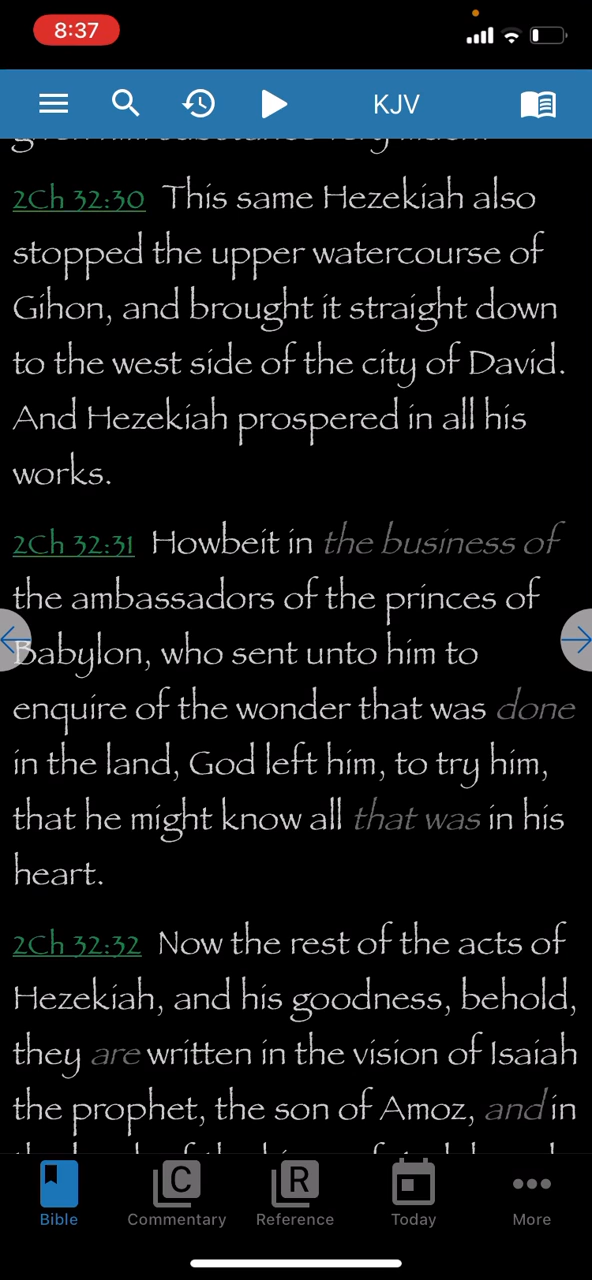 8:37
KJV
2Ch 32:30 This same Hezekiah also
stopped the upper watercourse of
Gihon, and brought it straight down
to the west side of the city of David.
And Hezekiah prospered in all his
works.
2Ch 32:31 Howbeit in the business of
the ambassadors of the princes of
Babylon, who sent unto him to
enquire of the wonder that was done
in the land, God left him, to try him,
that he might know all that was in his
heart.
2Ch 32:32 Now the rest of the acts of
Hezekiah, and his goodness, behold,
they are written in the vision of Isaiah
the prophet, the son of Amoz, and in
Bible
C
Commentary
R
Reference
Today
More